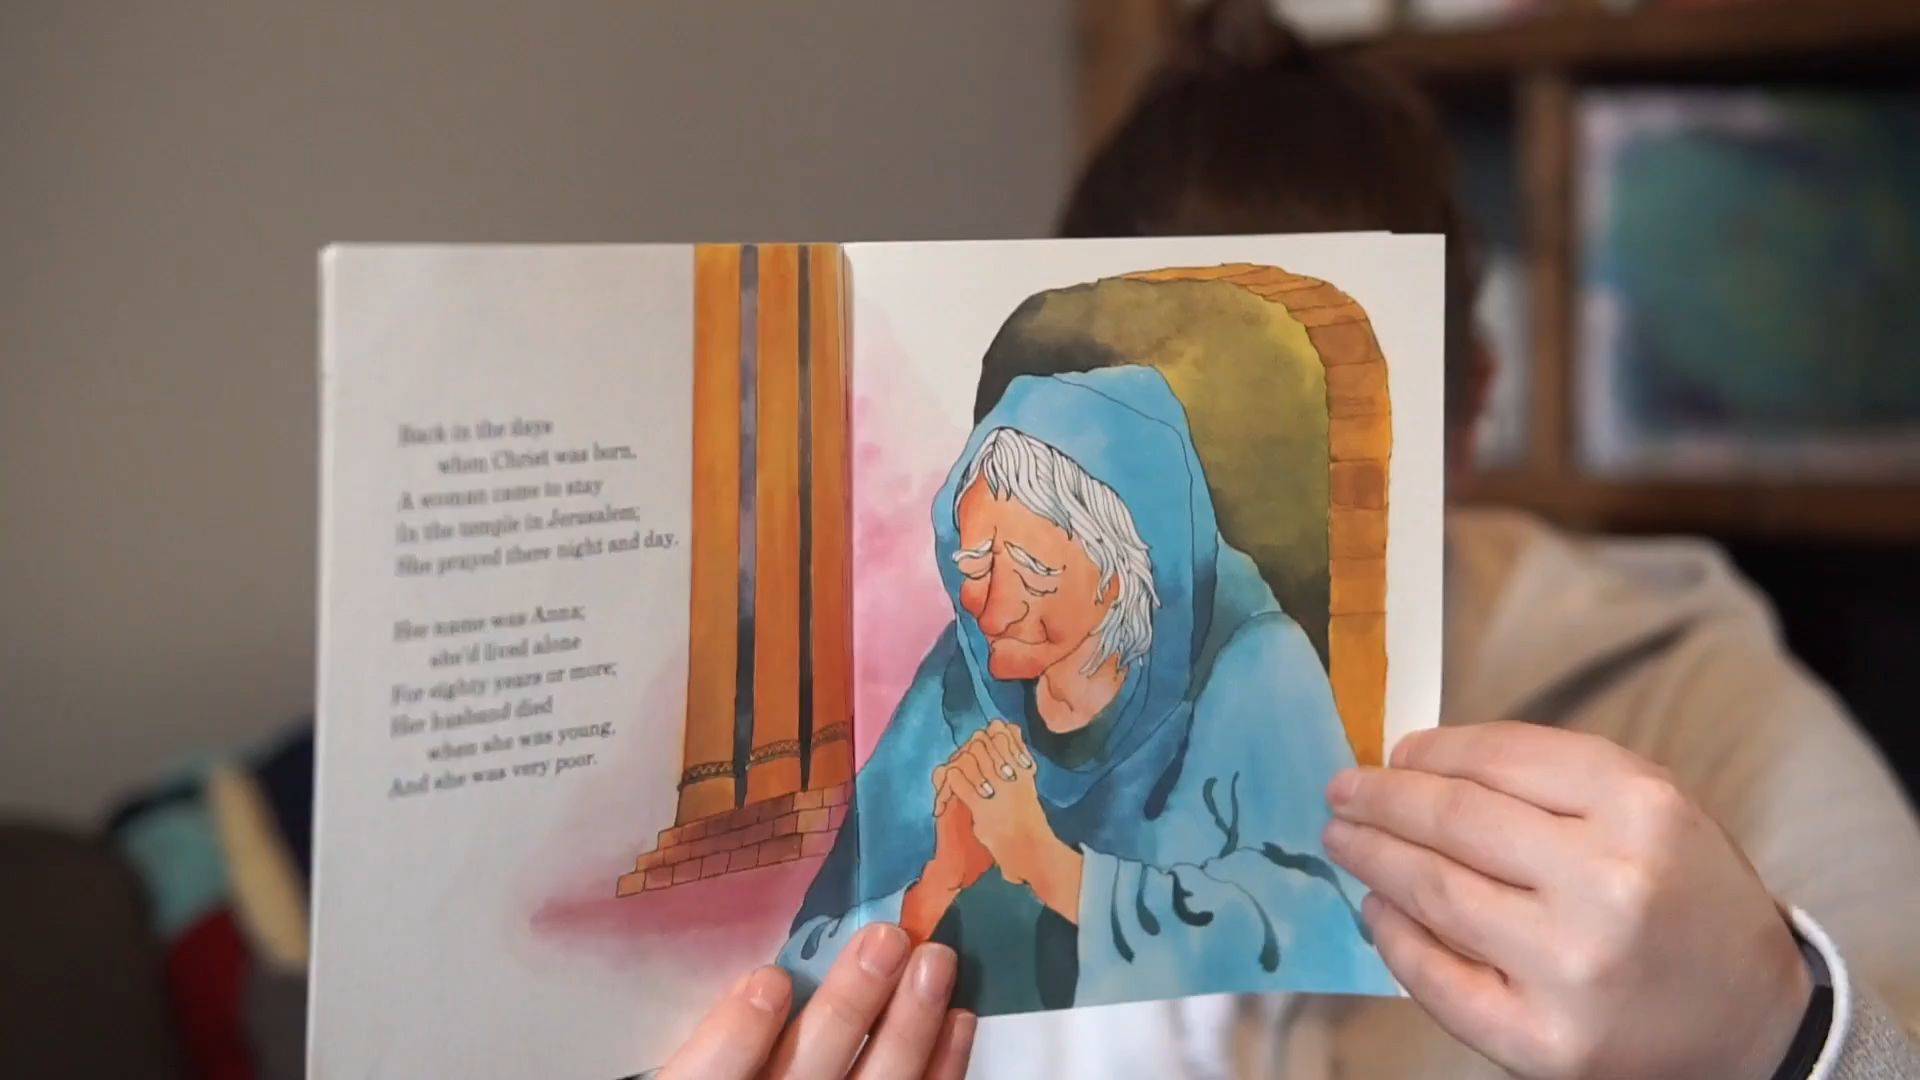 Back in the days
when Christ was born,
A woman came to stay
In the temple in Jerusalem;
She prayed there night and day.
Her name was Anna;
she'd lived alone
For eighty years or more;
Her husband died
when she was young,
And she was very poor.